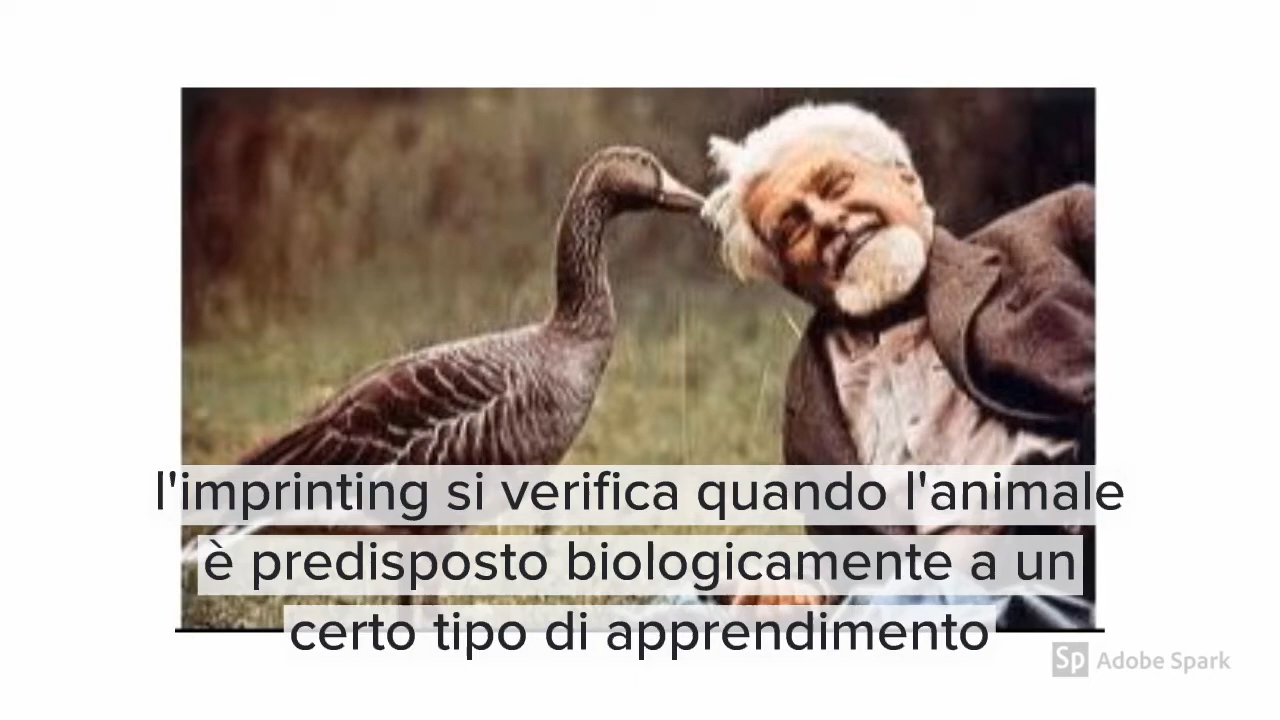 l'imprinting si verifica quando l'animale
è predisposto biologicamente a un
certo tipo di apprendimento
Sp Adobe Spark